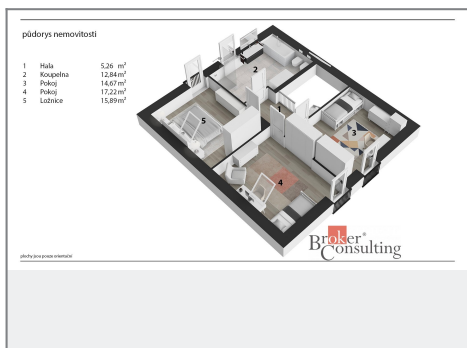 půdorys nemovitosti
1 Hala 5,26 m²
2 Koupelna 12,84 m²
3 Pokoj 14,67 m²
4 Pokoj 17,22 m²
5 Ložnice 15,89 m²
2
1
3
5
4
Broker®
Consulting
plochy jsou pouze orientační